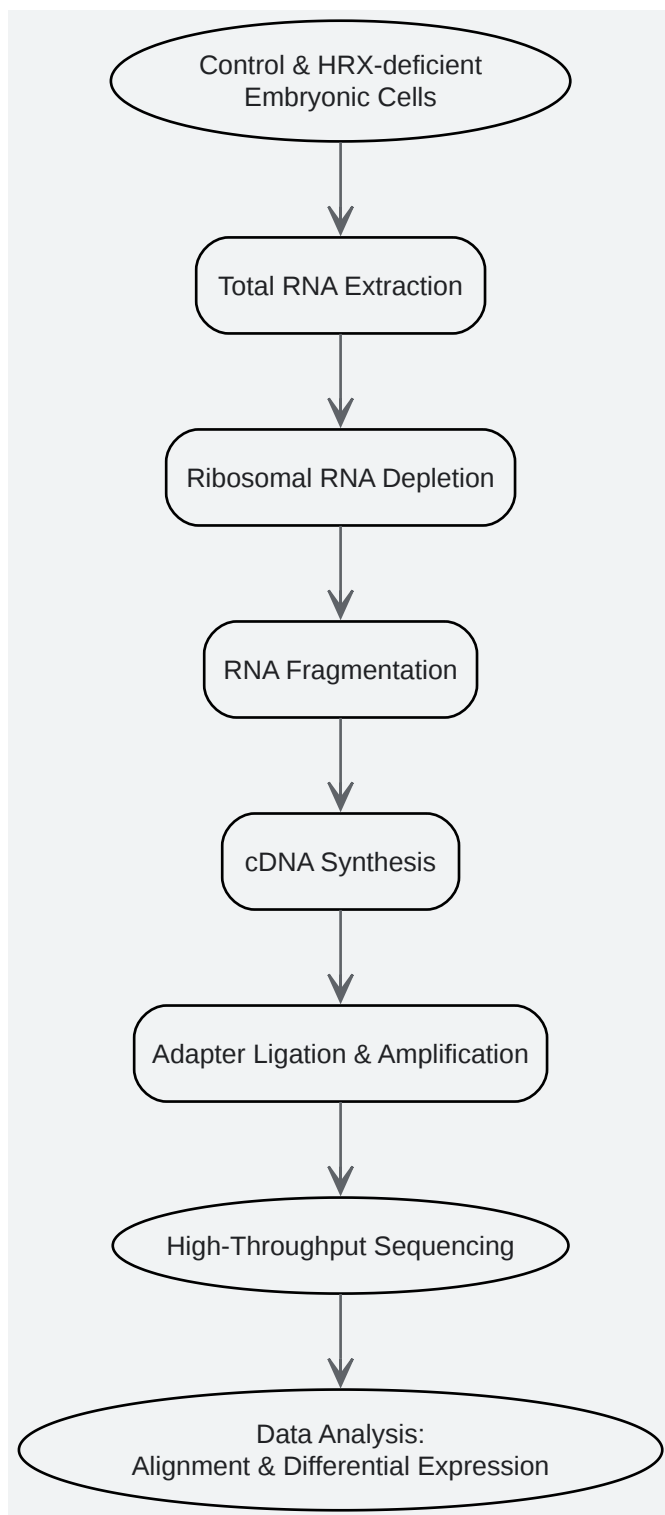 Control & HRX-deficient
Embryonic Cells
Total RNA Extraction
Ribosomal RNA Depletion
RNA Fragmentation
cDNA Synthesis
Adapter Ligation & Amplification
High-Throughput Sequencing
Data Analysis:
Alignment & Differential Expression